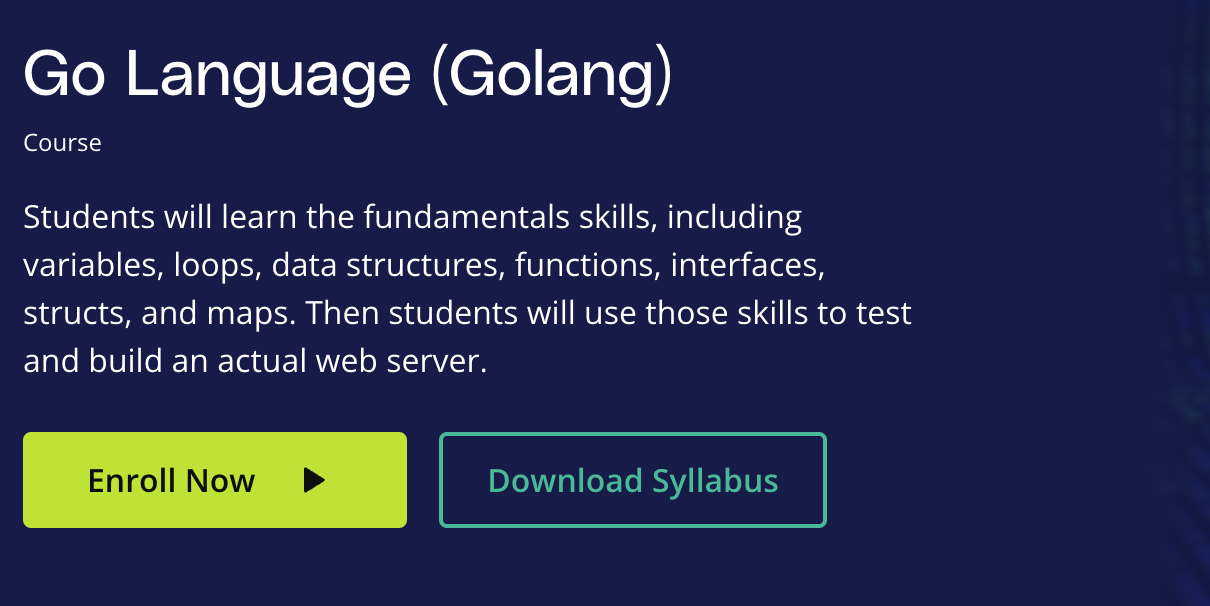 Go Language (Golang)
Course
Students will learn the fundamentals skills, including
variables, loops, data structures, functions, interfaces,
structs, and maps. Then students will use those skills to test
and build an actual web server.
Enroll Now
Download Syllabus